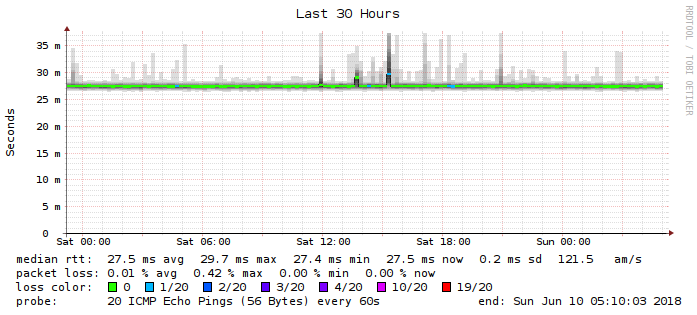 Last 30 Hours
RRDTOOL / TOBI OETIKER
Seconds
35 m
30 m
25 m
20 m
15 m
10 m
5 m
0
Sat 00:00 Sat 06:00 Sat 12:00 Sat 18:00 Sun 00:00
median rtt: 27.5 ms avg 29.7 ms max 27.4 ms min 27.5 ms now 0.2 ms sd 121.5 am/s
packet loss: 0.01 % avg 0.42 % max 0.00 % min 0.00 % now
loss color: 0 1/20 2/20 3/20 4/20 10/20 19/20
probe: 20 ICMP Echo Pings (56 Bytes) every 60s end: Sun Jun 10 05:10:03 2018